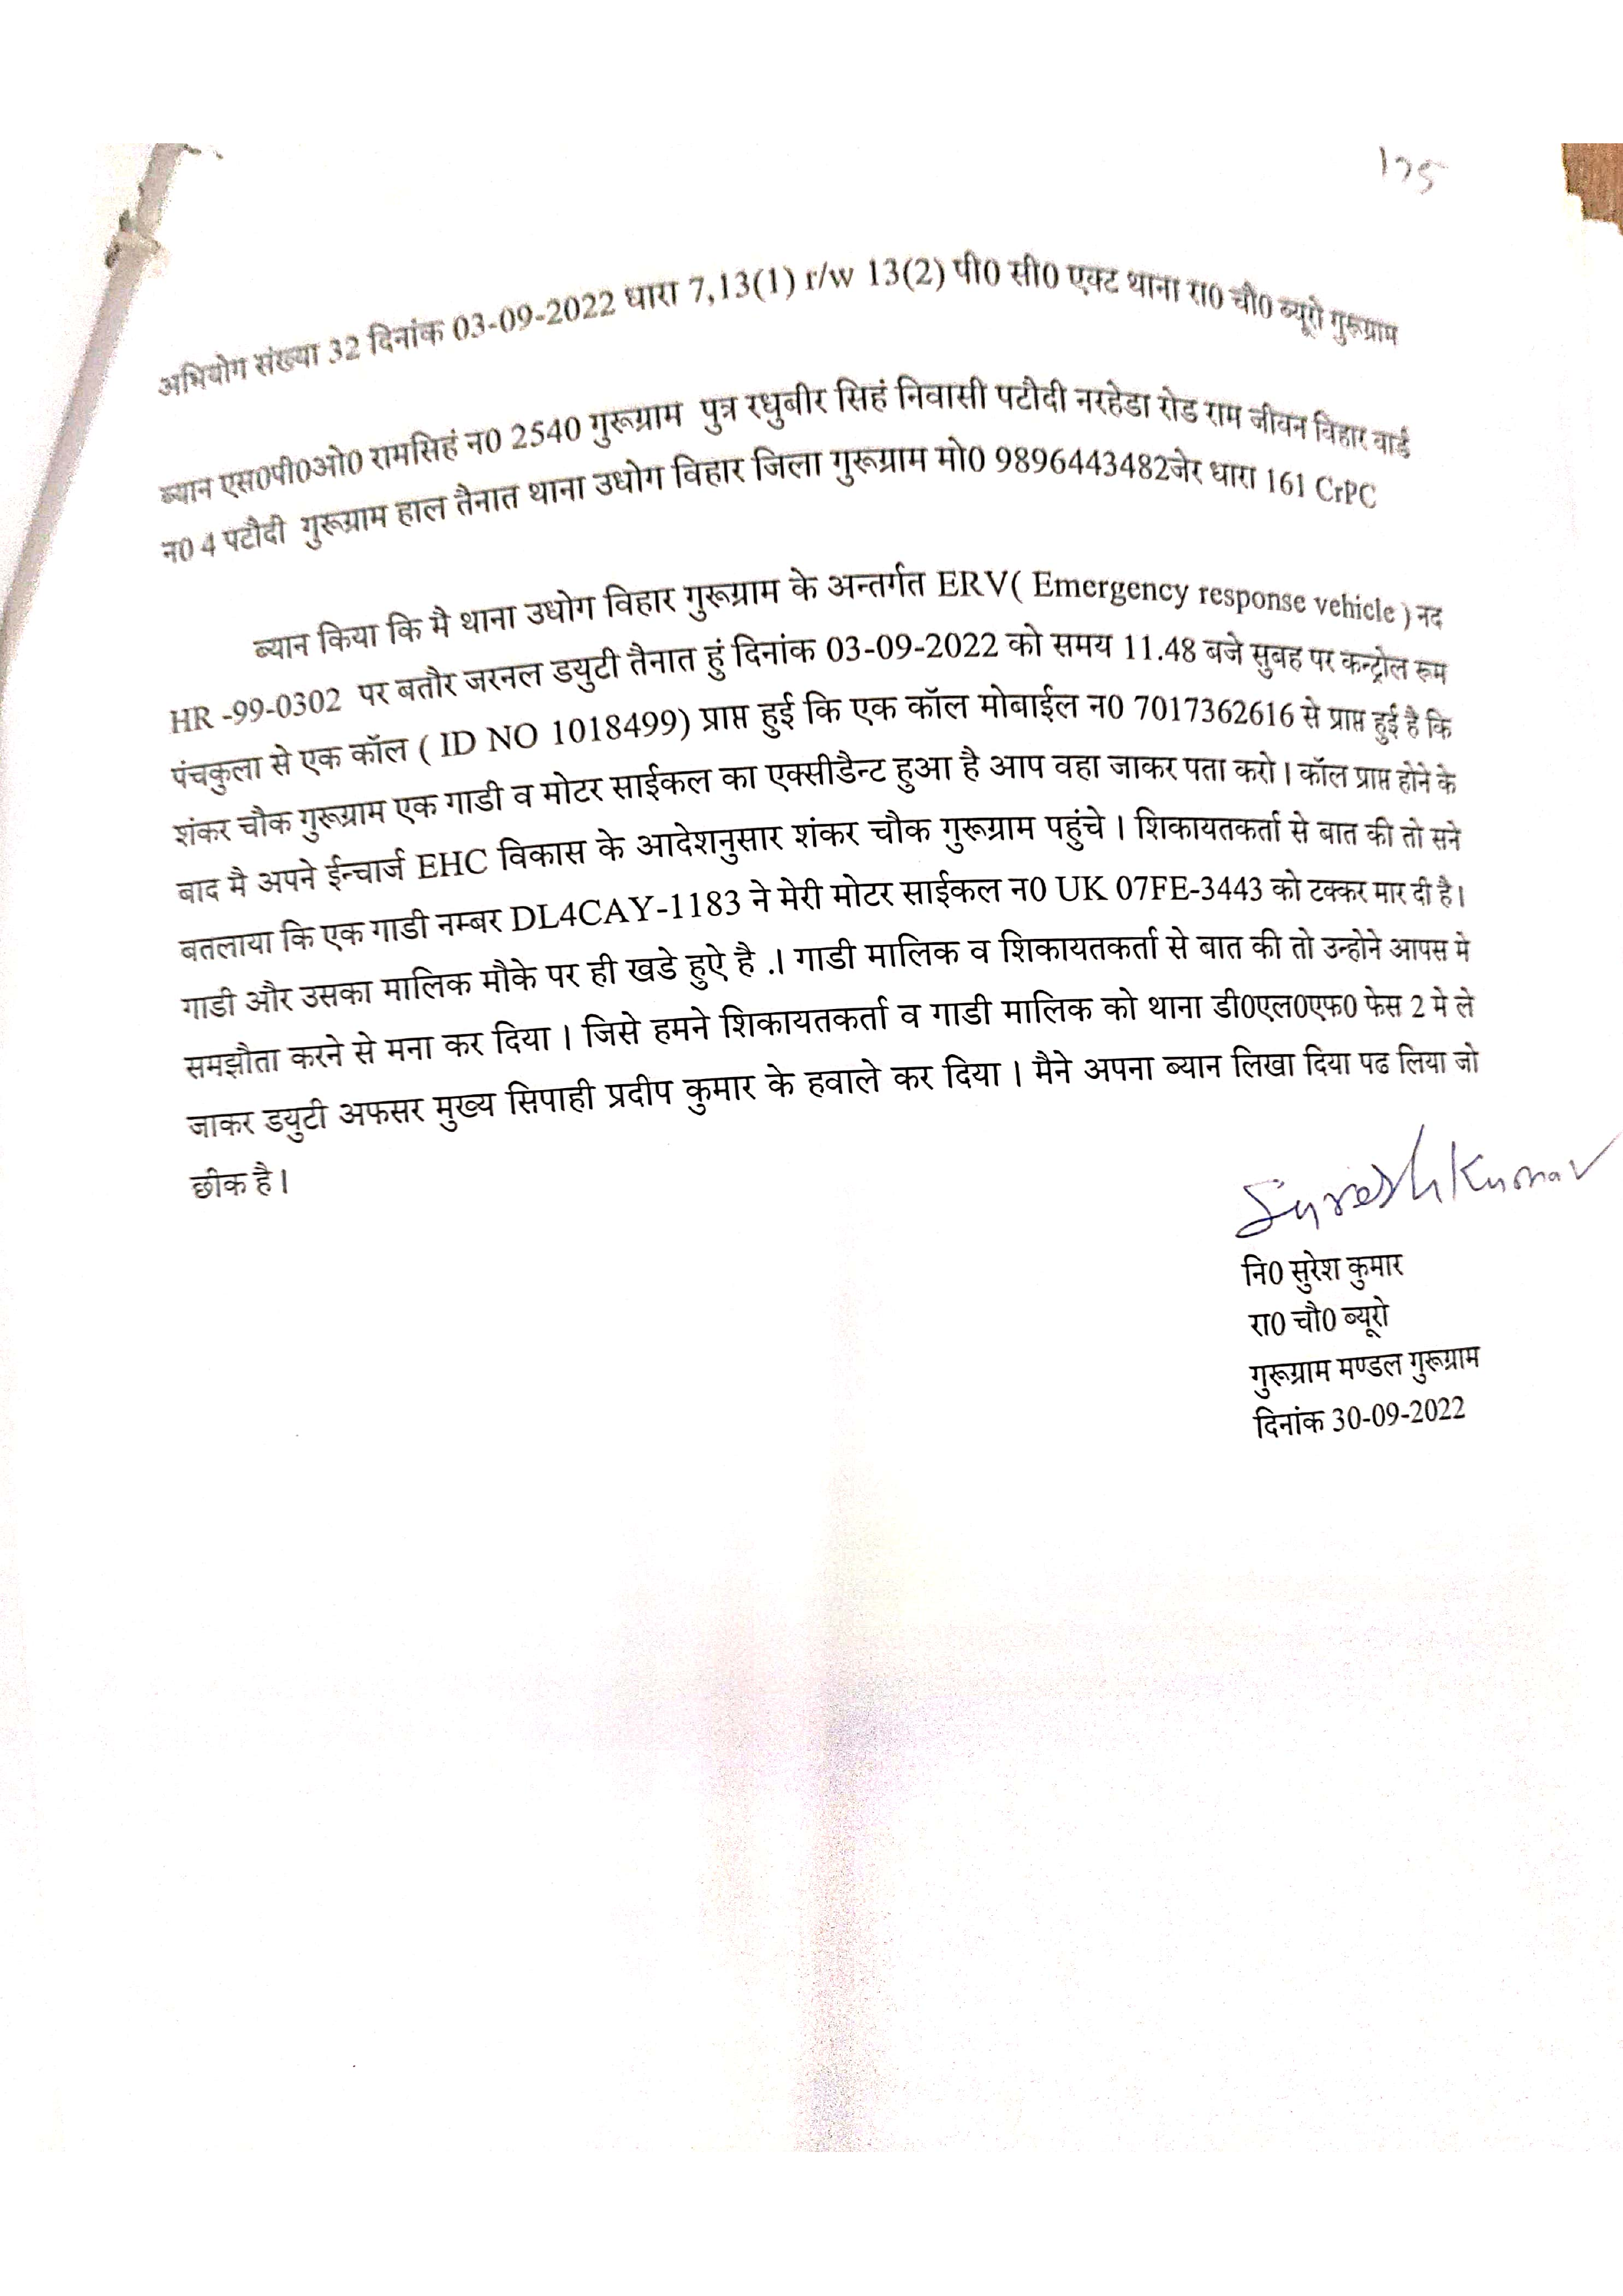 125
अभियोग संख्या 32 दिनांक 03-09-2022 धारा 7,13(1) r/w 13(2) पी0 सी0 एक्ट थाना रा0 चौ0 ब्यूरो गुरूग्राम
ब्यान एस0पी0ओ0 रामसिहं न0 2540 गुरूग्राम पुत्र रधुबीर सिहं निवासी पटौदी नरहेडा रोड राम जीवन विहार वार्ड
न0 4 पटौदी गुरूग्राम हाल तैनात थाना उधोग विहार जिला गुरूग्राम मो0 9896443482जेर धारा 161 CrPC
ब्यान किया कि मै थाना उधोग विहार गुरूग्राम के अन्तर्गत ERV( Emergency response vehicle ) नद
HR -99-0302 पर बतौर जरनल डयुटी तैनात हुं दिनांक 03-09-2022 को समय 11.48 बजे सुबह पर कन्ट्रोल रूम
पंचकुला से एक कॉल ( ID NO 1018499) प्राप्त हुई कि एक कॉल मोबाईल न0 7017362616 से प्राप्त हुई है कि
शंकर चौक गुरूग्राम एक गाडी व मोटर साईकल का एक्सीडैन्ट हुआ है आप वहा जाकर पता करो । कॉल प्राप्त होने के
बाद मै अपने ईन्चार्ज EHC विकास के आदेशनुसार शंकर चौक गुरूग्राम पहुंचे । शिकायतकर्ता से बात की तो सने
बतलाया कि एक गाडी नम्बर DL4CAY-1183 ने मेरी मोटर साईकल न0 UK 07FE-3443 को टक्कर मार दी है।
गाडी और उसका मालिक मौके पर ही खडे हुऐ है .। गाडी मालिक व शिकायतकर्ता से बात की तो उन्होने आपस मे
समझौता करने से मना कर दिया । जिसे हमने शिकायतकर्ता व गाडी मालिक को थाना डी0एल0एफ0 फेस 2 मे ले
जाकर डयुटी अफसर मुख्य सिपाही प्रदीप कुमार के हवाले कर दिया । मैने अपना ब्यान लिखा दिया पढ लिया जो
छीक है।
Suresh Kumar
नि0 सुरेश कुमार
रा0 चौ0 ब्यूरो
गुरूग्राम मण्डल गुरूग्राम
दिनांक 30-09-2022